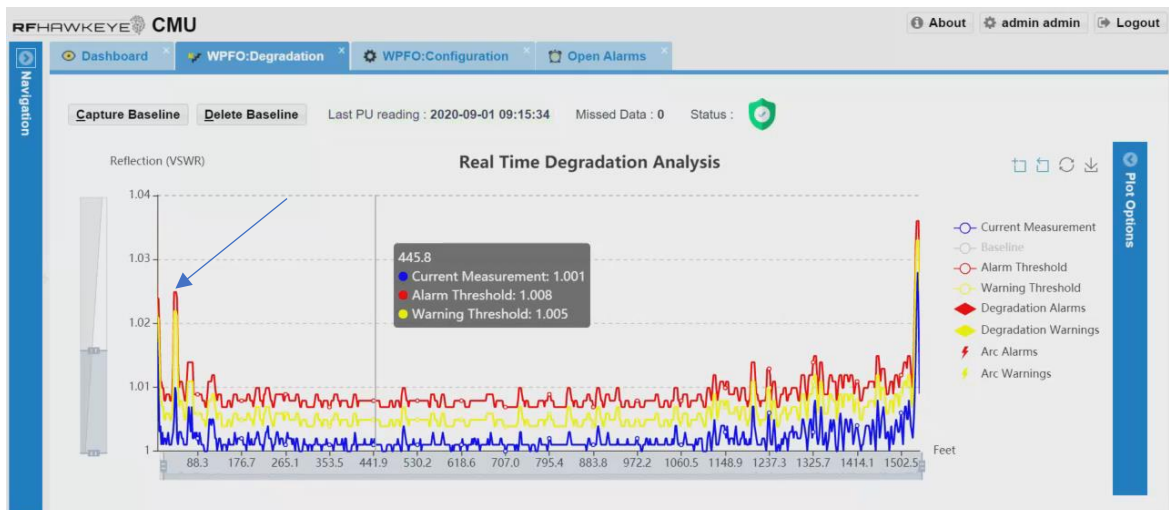 RFHAWKEYE CMU
About admin admin Logout
Navigation
Dashboard × WPFO:Degradation × WPFO:Configuration × Open Alarms ×
Capture Baseline Delete Baseline Last PU reading : 2020-09-01 09:15:34 Missed Data : 0 Status :
Reflection (VSWR)
Real Time Degradation Analysis
Plot Options
1.04
1.03
1.02
1.01
1
445.8
Current Measurement: 1.001
Alarm Threshold: 1.008
Warning Threshold: 1.005
Current Measurement
Baseline
Alarm Threshold
Warning Threshold
Degradation Alarms
Degradation Warnings
Arc Alarms
Arc Warnings
Feet
88.3 176.7 265.1 353.5 441.9 530.2 618.6 707.0 795.4 883.8 972.2 1060.5 1148.9 1237.3 1325.7 1414.1 1502.5